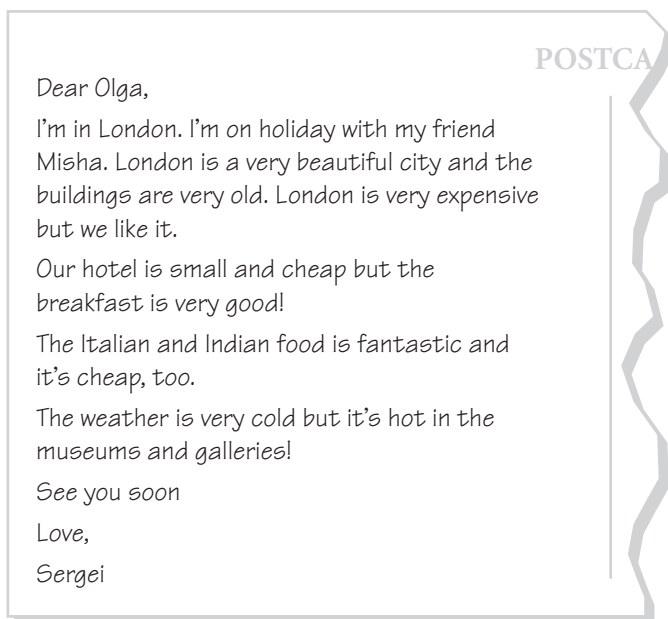 POSTCA
Dear Olga,
I'm in London. I'm on holiday with my friend
Misha. London is a very beautiful city and the
buildings are very old. London is very expensive
but we like it.
Our hotel is small and cheap but the
breakfast is very good!
The Italian and Indian food is fantastic and
it's cheap, too.
The weather is very cold but it's hot in the
museums and galleries!
See you soon
Love,
Sergei